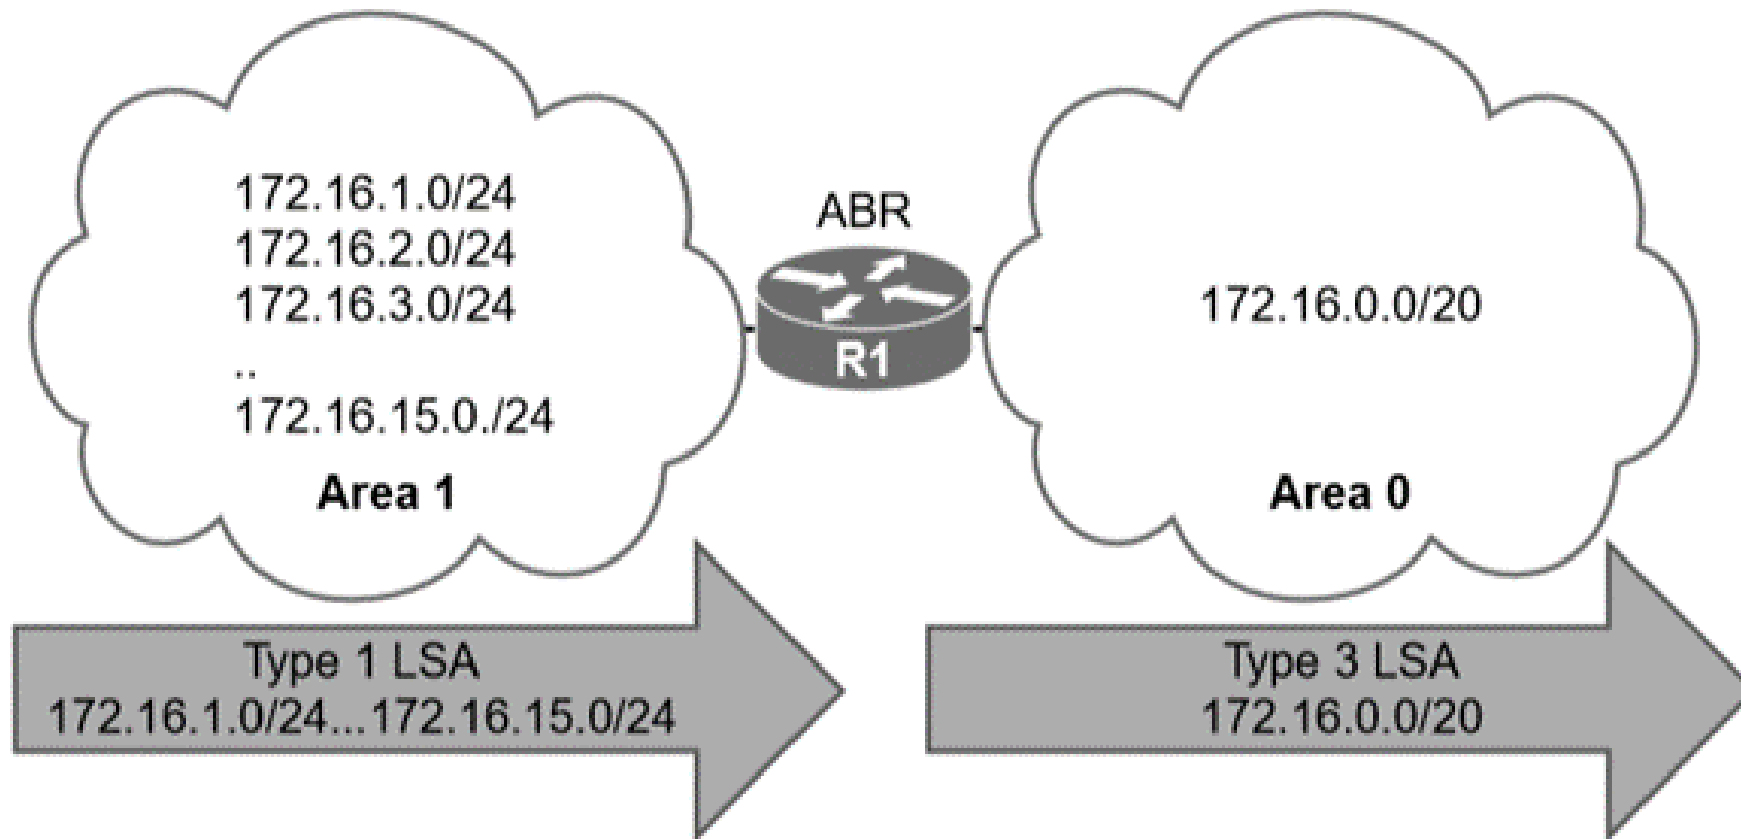 172.16.1.0/24
172.16.2.0/24
172.16.3.0/24
..
172.16.15.0./24
Area 1
ABR
R1
172.16.0.0/20
Area 0
Type 1 LSA
172.16.1.0/24...172.16.15.0/24
Type 3 LSA
172.16.0.0/20